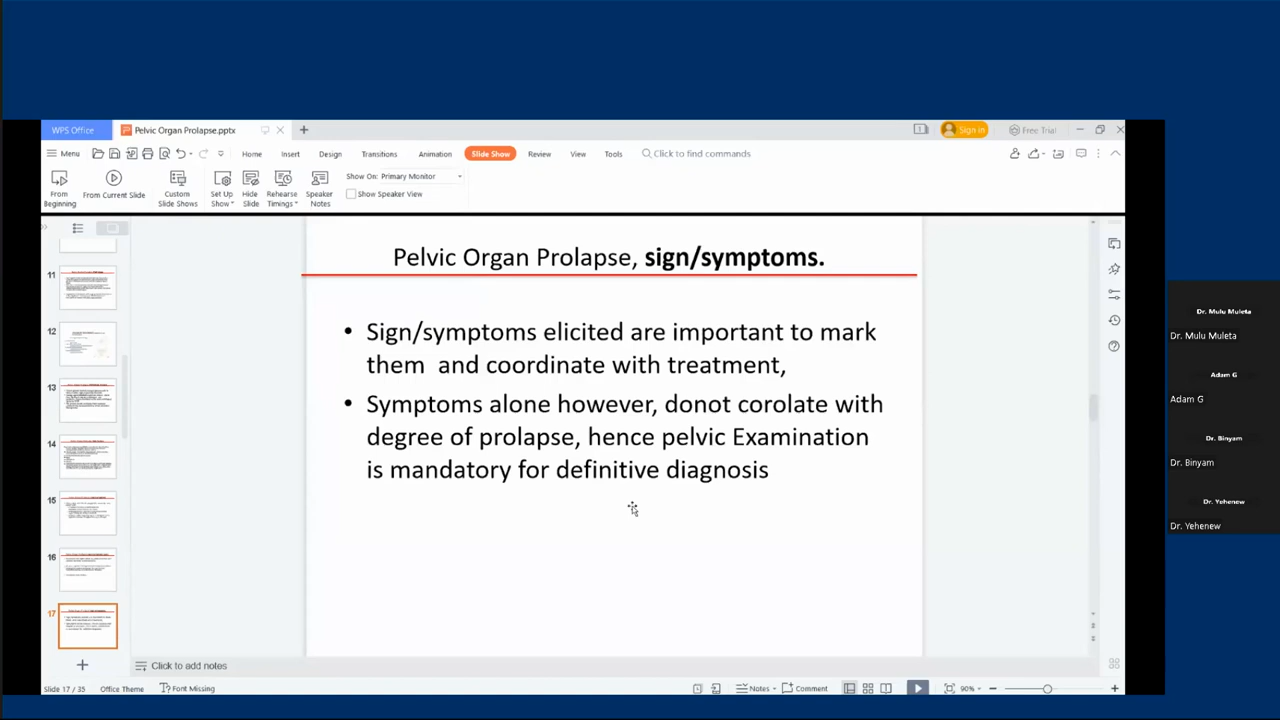 WPS Office
Pelvic Organ Prolapse.pptx
Sign in
Free Trial
Menu
Home
Insert
Design
Transitions
Animation
Slide Show
Review
View
Tools
Click to find commands
From Beginning
From Current Slide
Custom Slide Shows
Set Up Show
Hide Slide
Rehearse Timings
Speaker Notes
Show On: Primary Monitor
Show Speaker View
11
12
13
14
15
16
17
Pelvic Organ Prolapse, sign/symptoms.
• Sign/symptoms elicited are important to mark
them and coordinate with treatment,
• Symptoms alone however, donot corolate with
degree of prolapse, hence pelvic Examination
is mandatory for definitive diagnosis
Dr. Mulu Muleta
Dr. Mulu Muleta
Adam G
Adam G
Dr. Binyam
Dr. Binyam
Dr. Yehenew
Dr. Yehenew
Click to add notes
Slide 17 / 35
Office Theme
Font Missing
Notes
Comment
90%